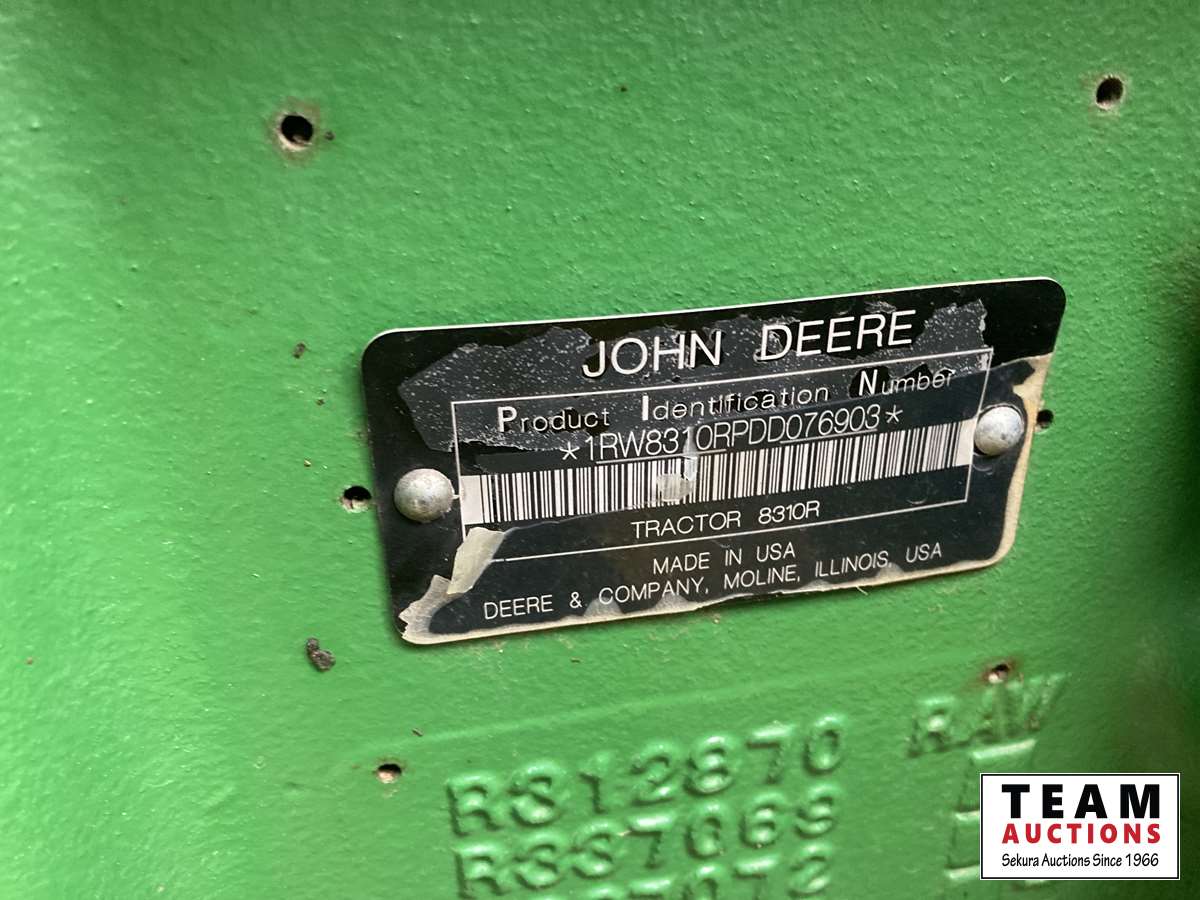 JOHN DEERE
Product Identification Number
*1RW8310RPDD076903*
TRACTOR 8310R
MADE IN USA
DEERE & COMPANY, MOLINE, ILLINOIS, USA
R312870 RAW
TEAM
AUCTIONS
Sekura Auctions Since 1966